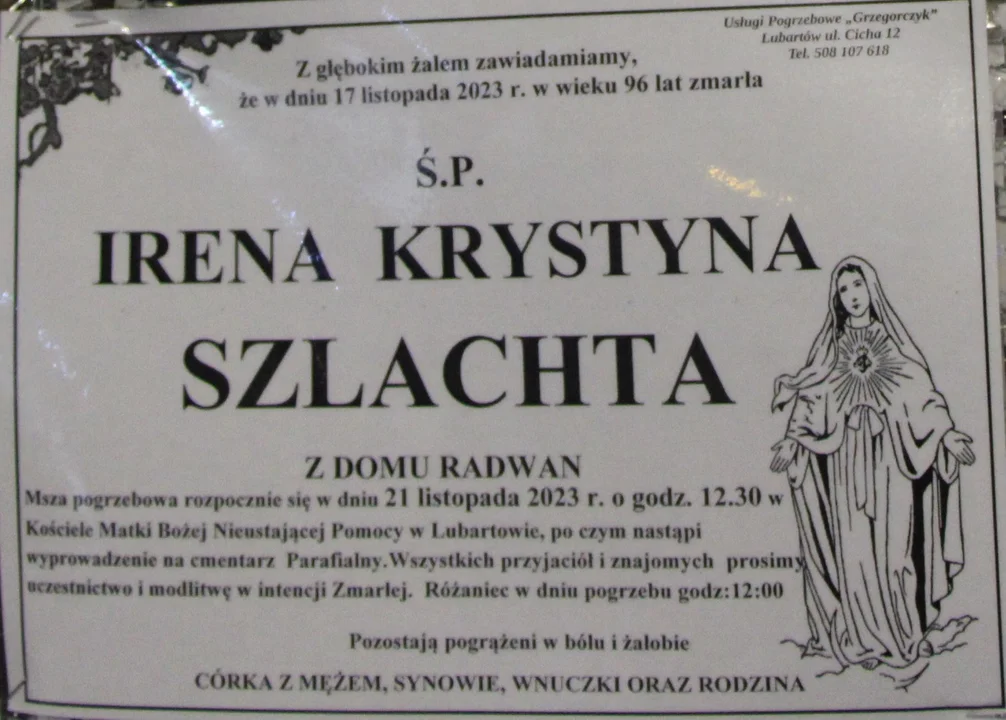 Usługi Pogrzebowe „Grzegorczyk"
Lubartów ul. Cicha 12
Tel. 508 107 618
Z głębokim żalem zawiadamiamy,
że w dniu 17 listopada 2023 r. w wieku 96 lat zmarła
Ś.P.
IRENA KRYSTYNA
SZLACHTA
Z DOMU RADWAN
Msza pogrzebowa rozpocznie się w dniu 21 listopada 2023 r. o godz. 12.30 w
Kościele Matki Bożej Nieustającej Pomocy w Lubartowie, po czym nastąpi
wyprowadzenie na cmentarz Parafialny.Wszystkich przyjaciół i znajomych prosimy
uczestnictwo i modlitwę w intencji Zmarłej. Różaniec w dniu pogrzebu godz:12:00
Pozostają pogrążeni w bólu i żałobie
CÓRKA Z MĘŻEM, SYNOWIE, WNUCZKI ORAZ RODZINA